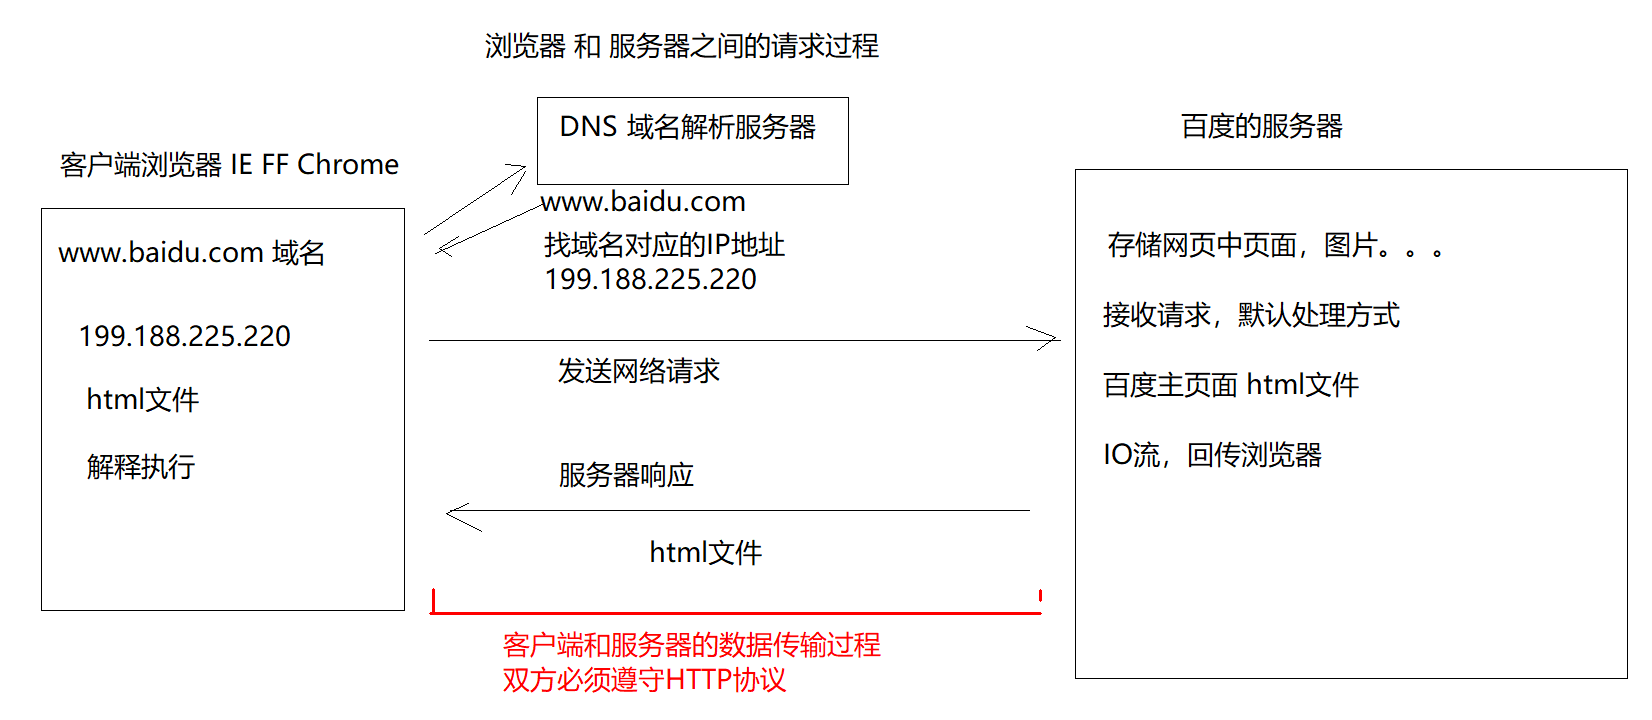 浏览器 和 服务器之间的请求过程
DNS 域名解析服务器
百度的服务器
客户端浏览器 IE FF Chrome
www.baidu.com
www.baidu.com 域名
找域名对应的IP地址
199.188.225.220
存储网页中页面，图片。。。
199.188.225.220
接收请求，默认处理方式
发送网络请求
html文件
百度主页面 html文件
解释执行
服务器响应
IO流，回传浏览器
html文件
客户端和服务器的数据传输过程
双方必须遵守HTTP协议